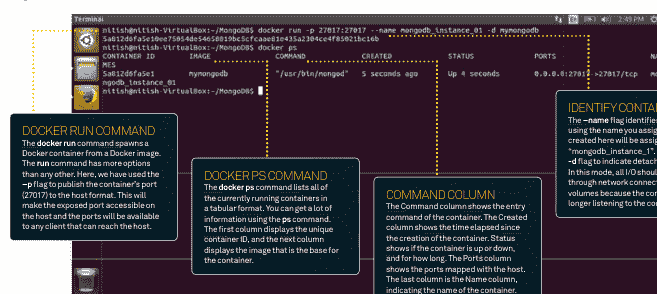 Terminal
2:49 PM
nitish@nitish-VirtualBox:~/MongoDB$ docker run -p 27017:27017 --name mongodb_instance_01 -d mymongodb
nitish@nitish-VirtualBox:~/MongoDB$ docker ps
CONTAINER ID IMAGE COMMAND CREATED STATUS PORTS NA
MES
5a812d6fa5e1 mymongodb "/usr/bin/mongod" 5 seconds ago Up 4 seconds 0.0.0.0:27017->27017/tcp mo
ngodb_instance_01
nitish@nitish-VirtualBox:~/MongoDB$
DOCKER RUN COMMAND
The docker run command spawns a
Docker container from a Docker image.
The run command has more options
than any other. Here, we have used the
–p flag to publish the container's port
(27017) to the host format. This will
make the exposed port accessible on
the host and the ports will be available
to any client that can reach the host.
DOCKER PS COMMAND
The docker ps command lists all of
the currently running containers in
a tabular format. You can get a lot of
information using the ps command.
The first column displays the unique
container ID, and the next column
displays the image that is the base for
the container.
COMMAND COLUMN
The Command column shows the entry
command of the container. The Created
column shows the time elapsed since
the creation of the container. Status
shows if the container is up or down,
and for how long. The Ports column
shows the ports mapped with the host.
The last column is the Name column,
indicating the name of the container.
IDENTIFY CONTA
The –name flag identifie
using the name you assig
created here will be assig
"mongodb_instance_1".
-d flag to indicate detach
In this mode, all I/O shoul
through network connect
volumes because the con
longer listening to the co